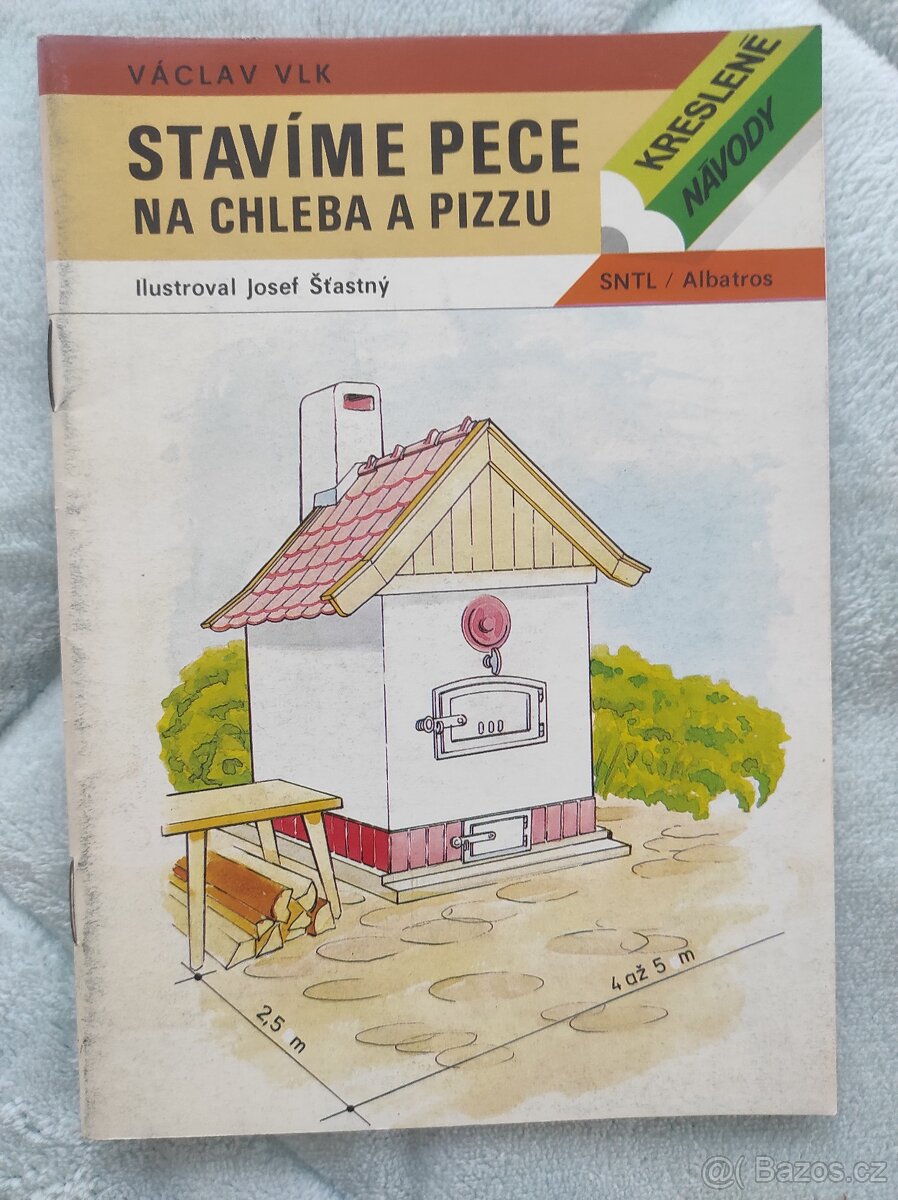 VÁCLAV VLK
STAVÍME PECE
NA CHLEBA A PIZZU
KRESLENÉ
NÁVODY
Ilustroval Josef Šťastný
SNTL / Albatros
4 až 5 m
2,5 m
@( Bazos.cz